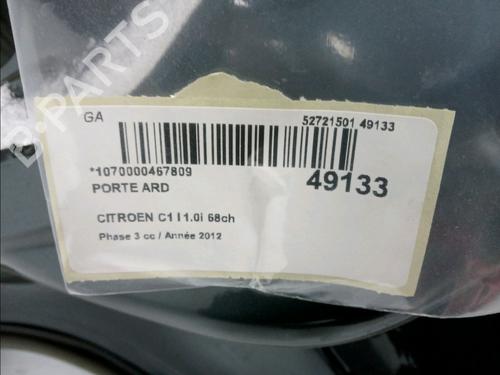 B-PARTS
GA
52721501 49133
*1070000467809
49133
PORTE ARD
CITROEN C1 I 1.0i 68ch
Phase 3 cc / Année 2012